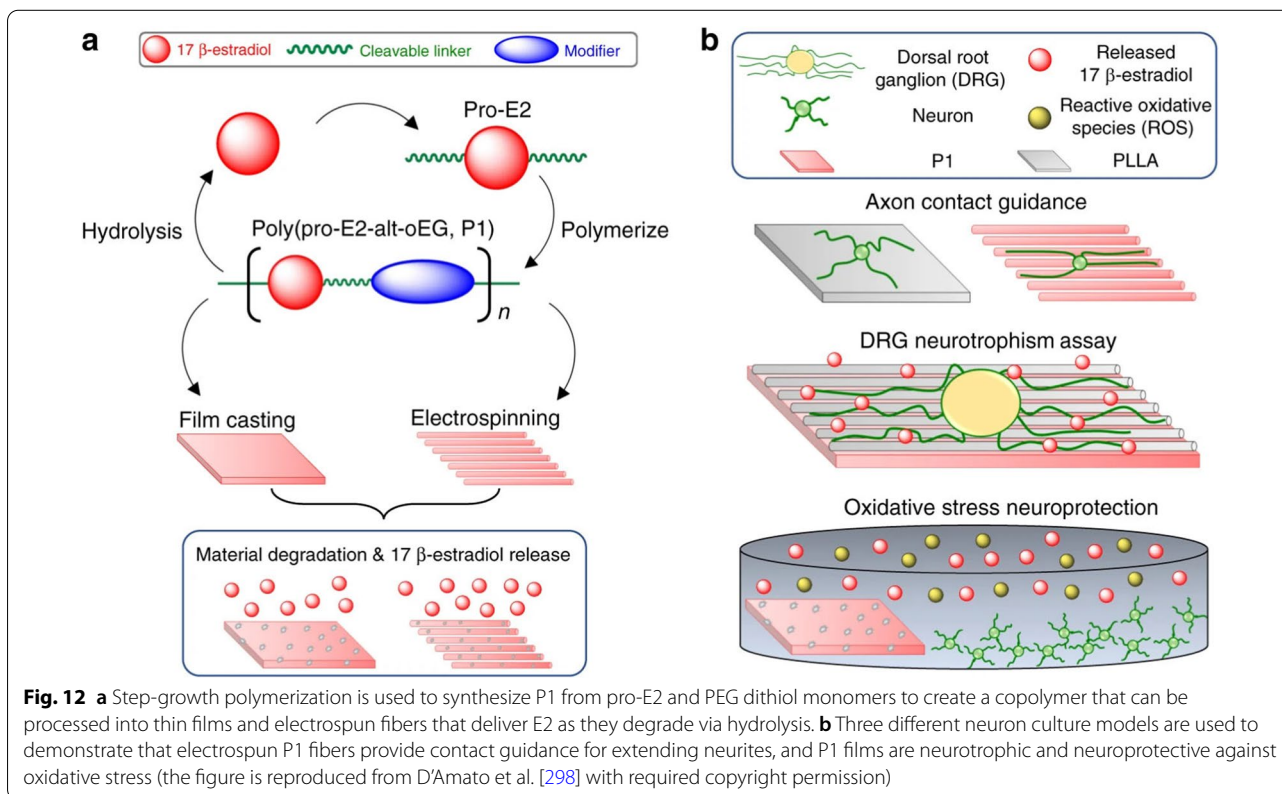 a
17 β-estradiol
Cleavable linker
Modifier
Pro-E2
Hydrolysis
Poly(pro-E2-alt-oEG, P1)
Polymerize
n
Film casting
Electrospinning
Material degradation & 17 β-estradiol release
b
Dorsal root
ganglion (DRG)
Released
17 β-estradiol
Neuron
Reactive oxidative
species (ROS)
P1
PLLA
Axon contact guidance
DRG neurotrophism assay
Oxidative stress neuroprotection
Fig. 12 a Step-growth polymerization is used to synthesize P1 from pro-E2 and PEG dithiol monomers to create a copolymer that can be
processed into thin films and electrospun fibers that deliver E2 as they degrade via hydrolysis. b Three different neuron culture models are used to
demonstrate that electrospun P1 fibers provide contact guidance for extending neurites, and P1 films are neurotrophic and neuroprotective against
oxidative stress (the figure is reproduced from D’Amato et al. [298] with required copyright permission)